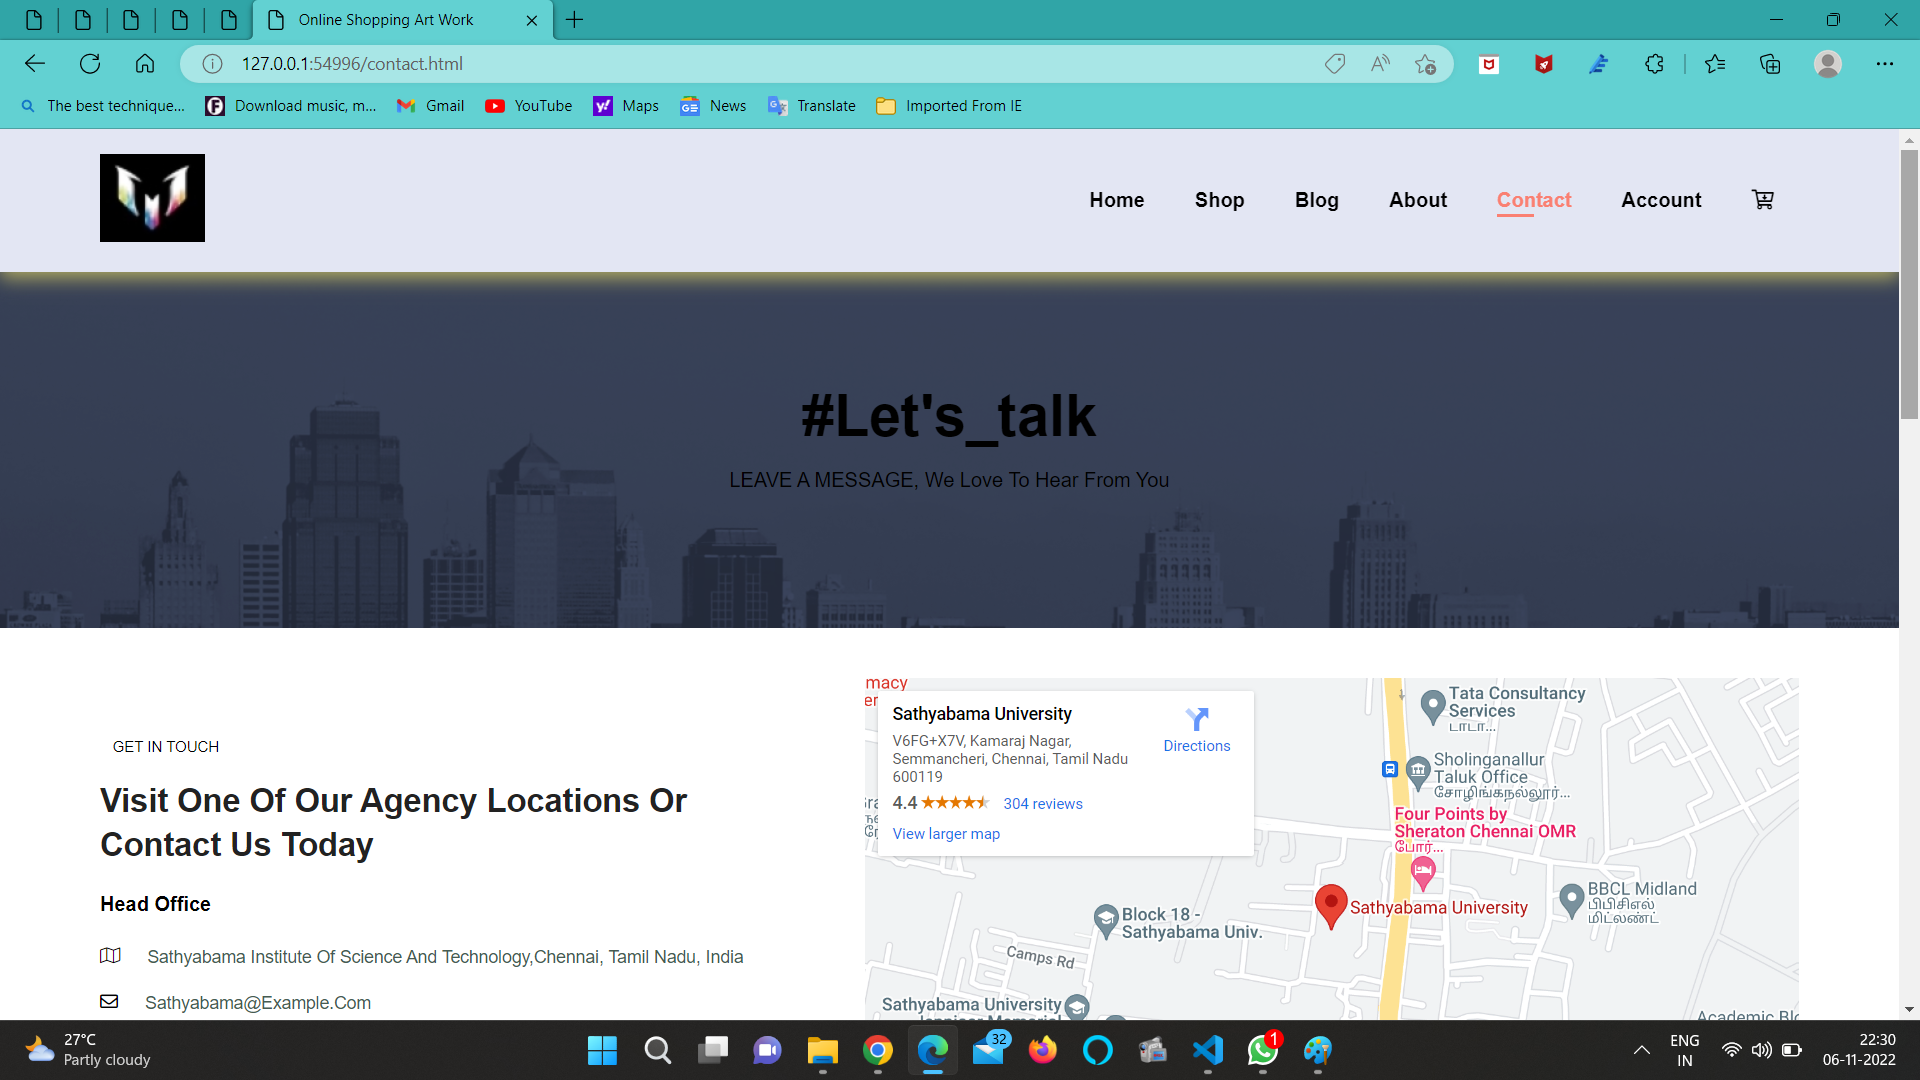 Online Shopping Art Work
127.0.0.1:54996/contact.html
The best technique...
Download music, m...
Gmail
YouTube
Maps
News
Translate
Imported From IE
Home
Shop
Blog
About
Contact
Account
#Let's_talk
LEAVE A MESSAGE, We Love To Hear From You
GET IN TOUCH
Visit One Of Our Agency Locations Or
Contact Us Today
Head Office
Sathyabama Institute Of Science And Technology,Chennai, Tamil Nadu, India
Sathyabama@Example.Com
macy
Sathyabama University
V6FG+X7V, Kamaraj Nagar,
Semmancheri, Chennai, Tamil Nadu
600119
4.4
304 reviews
View larger map
Directions
Tata Consultancy
Services
டாடா...
Sholinganallur
Taluk Office
சோழிங்கநல்லூர்...
Four Points by
Sheraton Chennai OMR
போர்...
BBCL Midland
பிபிசிஎல்
மிட்லண்ட்
Sathyabama University
Block 18 -
Sathyabama Univ.
Camps Rd
Sathyabama University
Academic
27°C
Partly cloudy
32
1
ENG
IN
22:30
06-11-2022